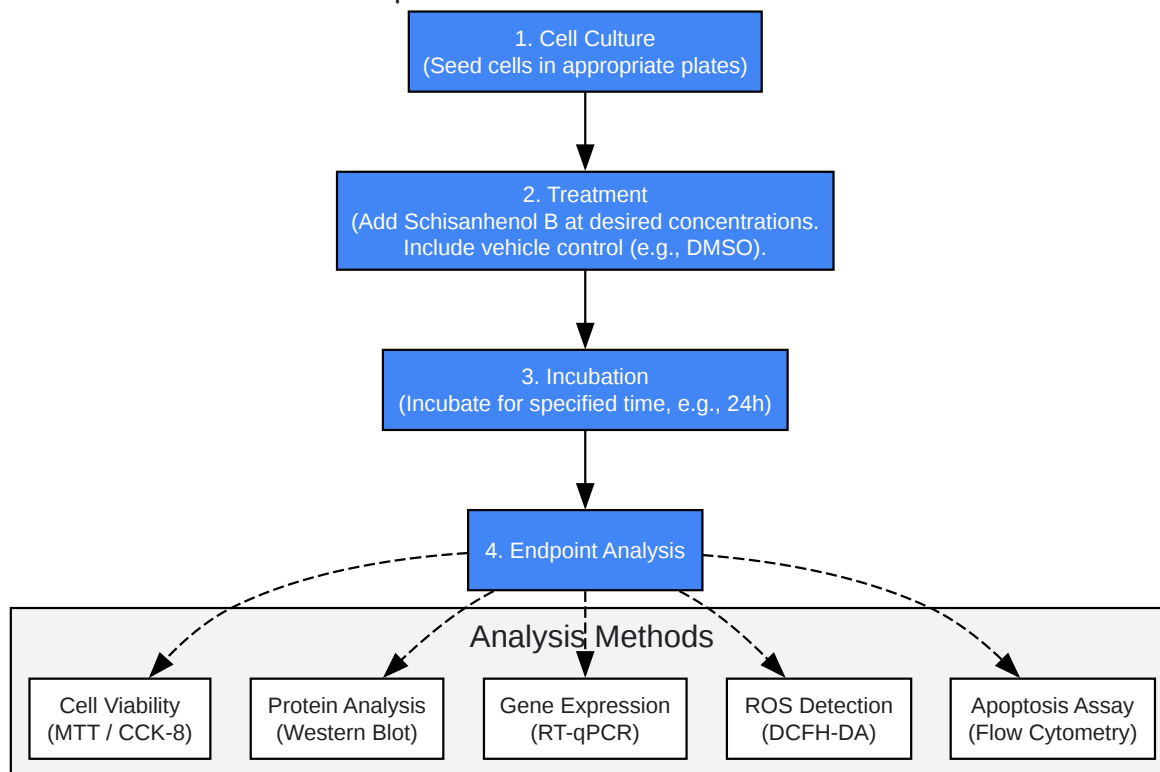 1. Cell Culture
(Seed cells in appropriate plates)
2. Treatment
(Add Schisanhenol B at desired concentrations.
Include vehicle control (e.g., DMSO).
3. Incubation
(Incubate for specified time, e.g., 24h)
4. Endpoint Analysis
Analysis Methods
Cell Viability
(MTT / CCK-8)
Protein Analysis
(Western Blot)
Gene Expression
(RT-qPCR)
ROS Detection
(DCFH-DA)
Apoptosis Assay
(Flow Cytometry)